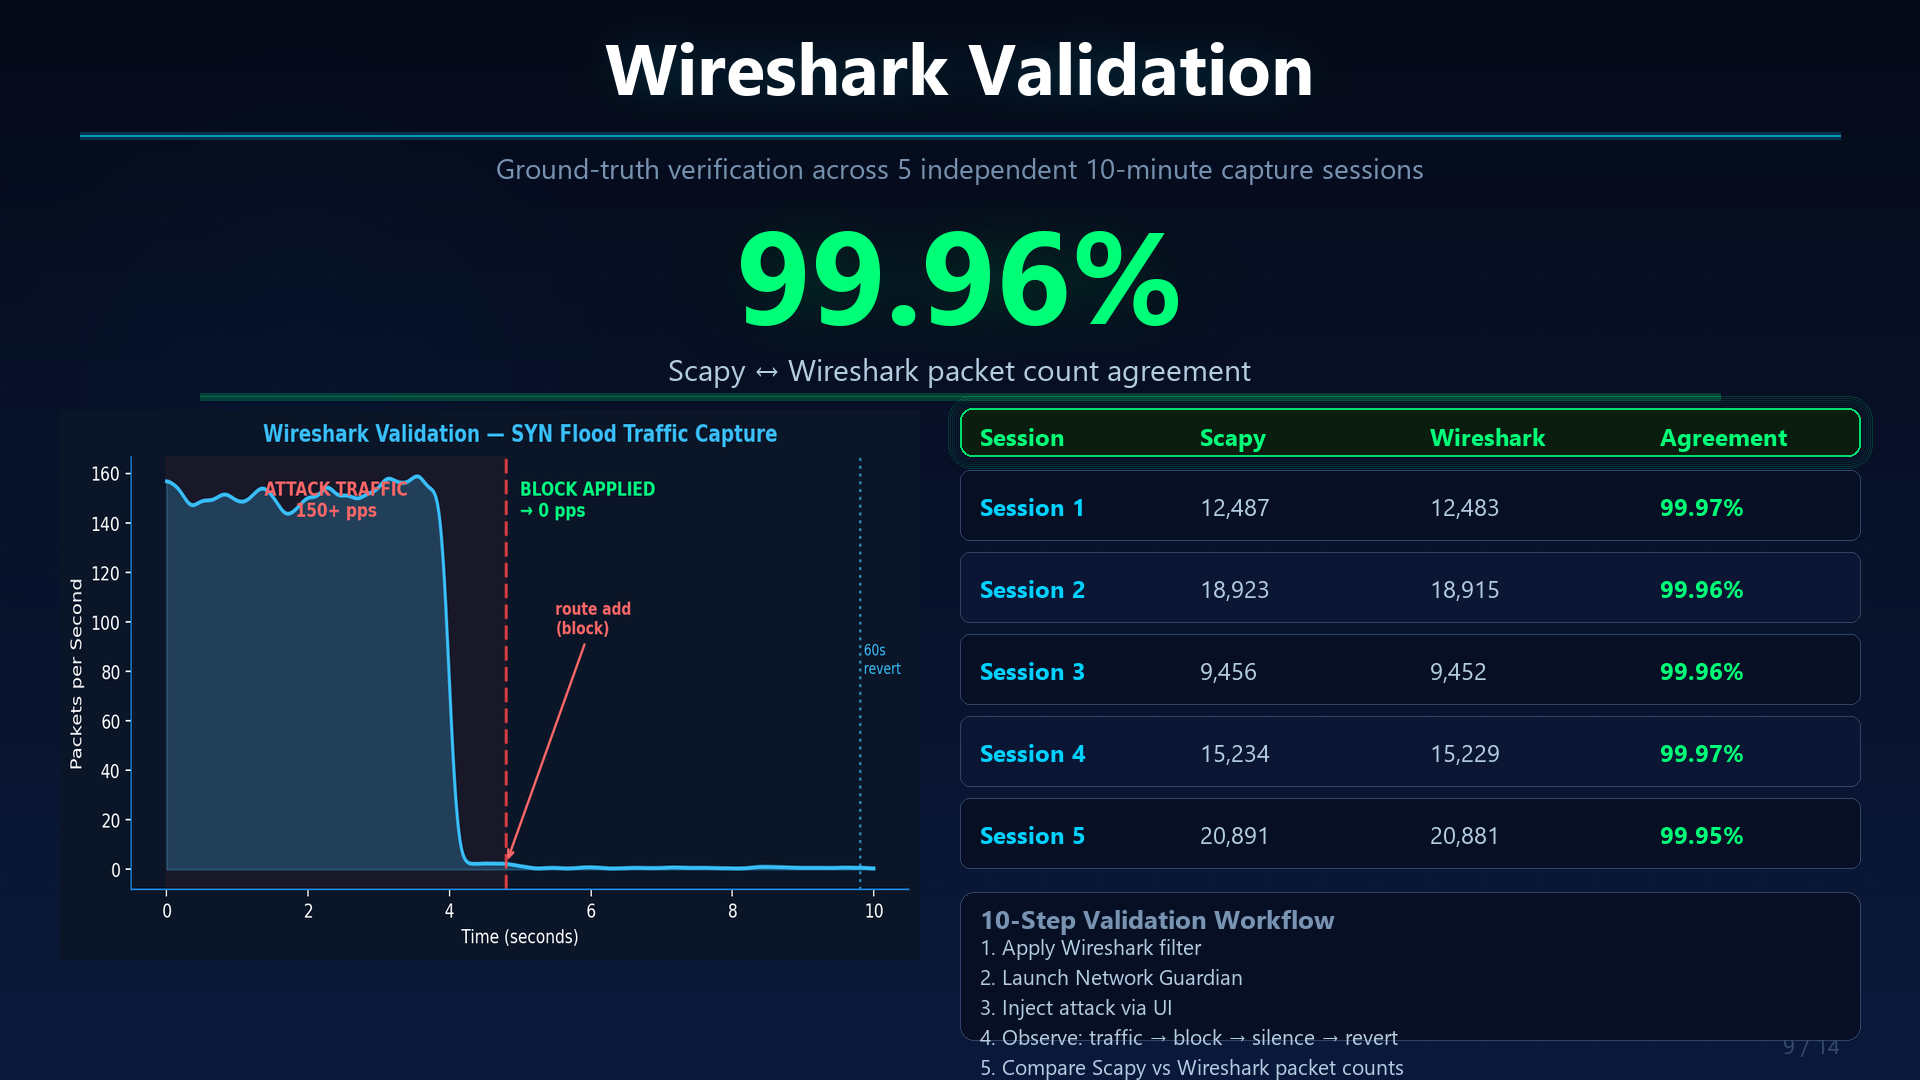 Wireshark Validation
Ground-truth verification across 5 independent 10-minute capture sessions
99.96%
Scapy ↔ Wireshark packet count agreement
Wireshark Validation — SYN Flood Traffic Capture
Packets per Second
160
140
120
100
80
60
40
20
0
ATTACK TRAFFIC
150+ pps
BLOCK APPLIED
→ 0 pps
route add
(block)
60s
revert
0 2 4 6 8 10
Time (seconds)
Session Scapy Wireshark Agreement
Session 1 12,487 12,483 99.97%
Session 2 18,923 18,915 99.96%
Session 3 9,456 9,452 99.96%
Session 4 15,234 15,229 99.97%
Session 5 20,891 20,881 99.95%
10-Step Validation Workflow
1. Apply Wireshark filter
2. Launch Network Guardian
3. Inject attack via UI
4. Observe: traffic → block → silence → revert
5. Compare Scapy vs Wireshark packet counts
9 / 14